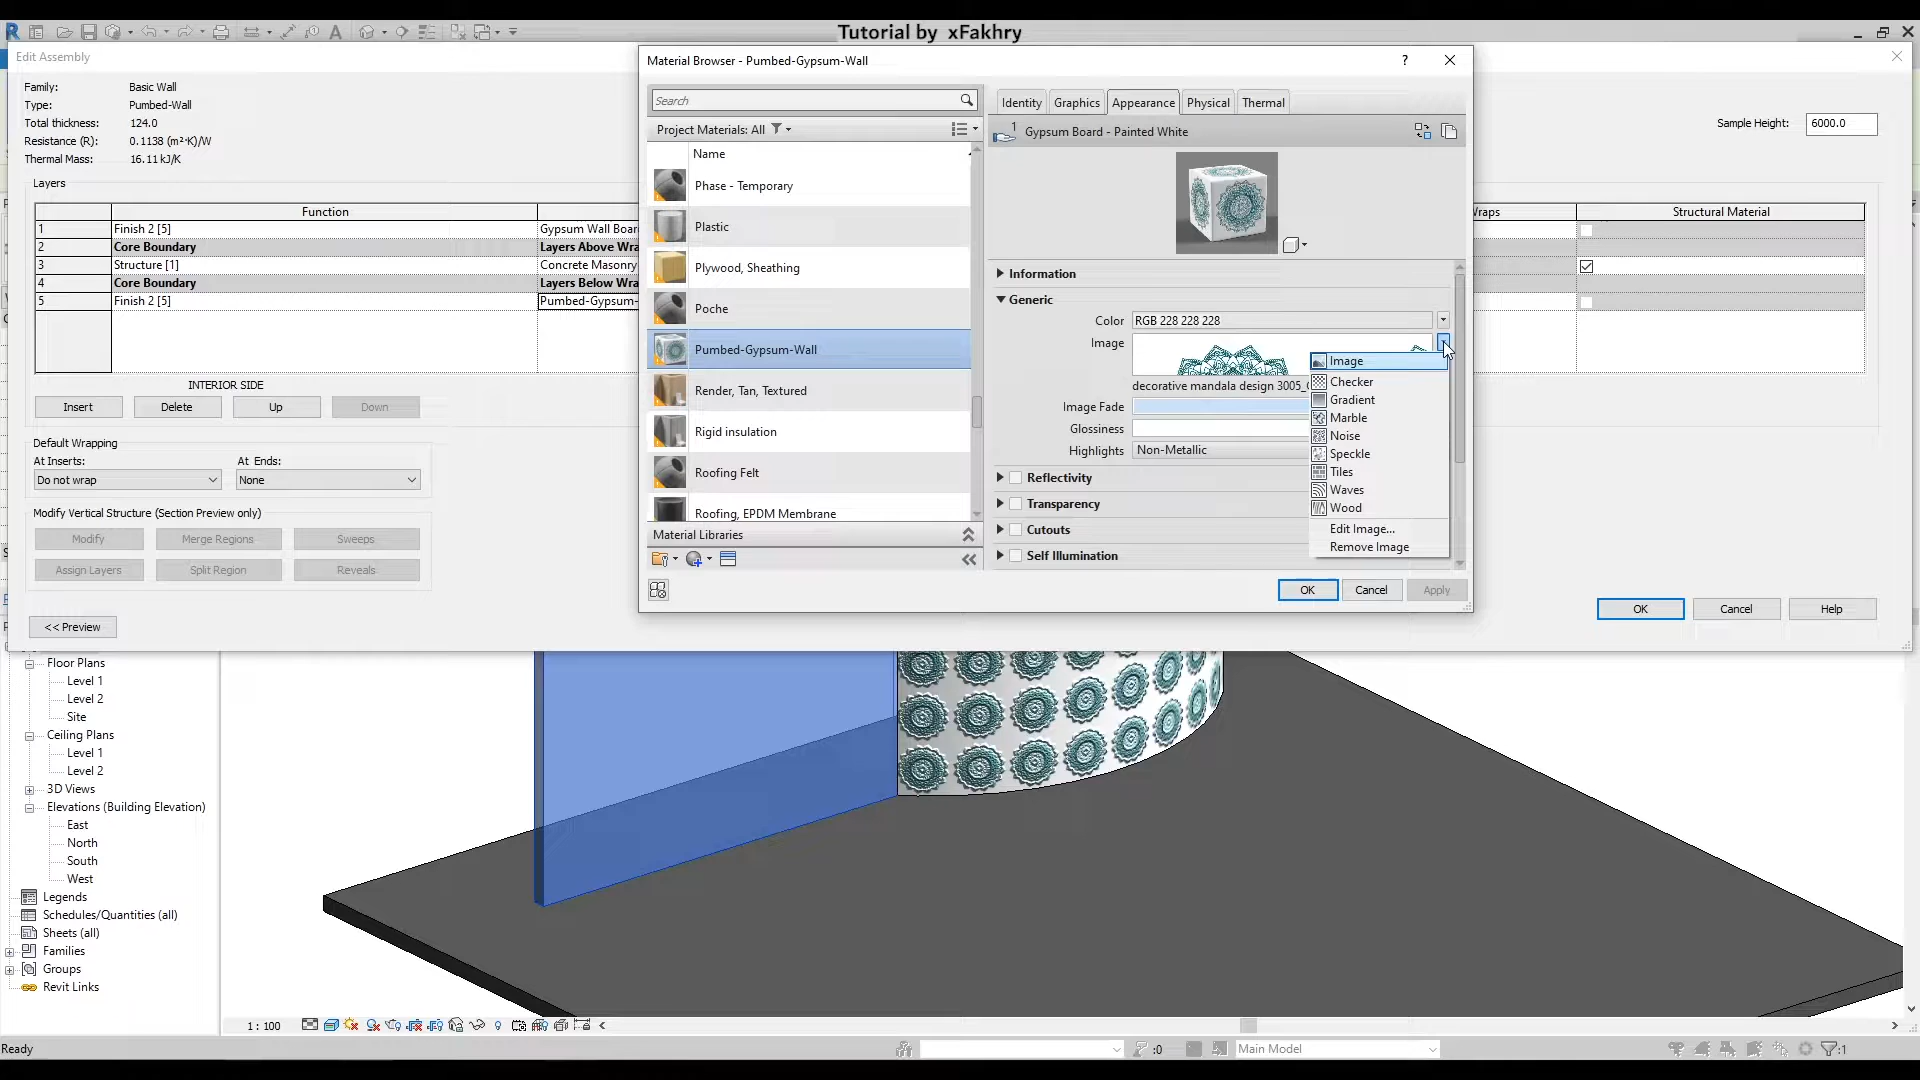 Tutorial by xFakhry
Edit Assembly
Family: Basic Wall
Type: Pumbed-Wall
Total thickness: 124.0
Resistance (R): 0.1138 (m²·K)/W
Thermal Mass: 16.11 kJ/K
Sample Height: 6000.0
Layers
Function
Wraps
Structural Material
1 Finish 2 [5] Gypsum Wall Boar
2 Core Boundary Layers Above Wra
3 Structure [1] Concrete Masonry
4 Core Boundary Layers Below Wra
5 Finish 2 [5] Pumbed-Gypsum-
INTERIOR SIDE
Insert Delete Up Down
Default Wrapping
At Inserts: At Ends:
Do not wrap None
Modify Vertical Structure (Section Preview only)
Modify Merge Regions Sweeps
Assign Layers Split Region Reveals
<< Preview
OK Cancel Help
Material Browser - Pumbed-Gypsum-Wall
?
Search
Project Materials: All
Name
Phase - Temporary
Plastic
Plywood, Sheathing
Poche
Pumbed-Gypsum-Wall
Render, Tan, Textured
Rigid insulation
Roofing Felt
Roofing, EPDM Membrane
Material Libraries
Identity Graphics Appearance Physical Thermal
1 Gypsum Board - Painted White
Information
Generic
Color RGB 228 228 228
Image
decorative mandala design 3005_
Image Fade
Glossiness
Highlights Non-Metallic
Reflectivity
Transparency
Cutouts
Self Illumination
Image
Checker
Gradient
Marble
Noise
Speckle
Tiles
Waves
Wood
Edit Image...
Remove Image
OK Cancel Apply
Floor Plans
Level 1
Level 2
Site
Ceiling Plans
Level 1
Level 2
3D Views
Elevations (Building Elevation)
East
North
South
West
Legends
Schedules/Quantities (all)
Sheets (all)
Families
Groups
Revit Links
1 : 100
Ready
:0
Main Model
:1